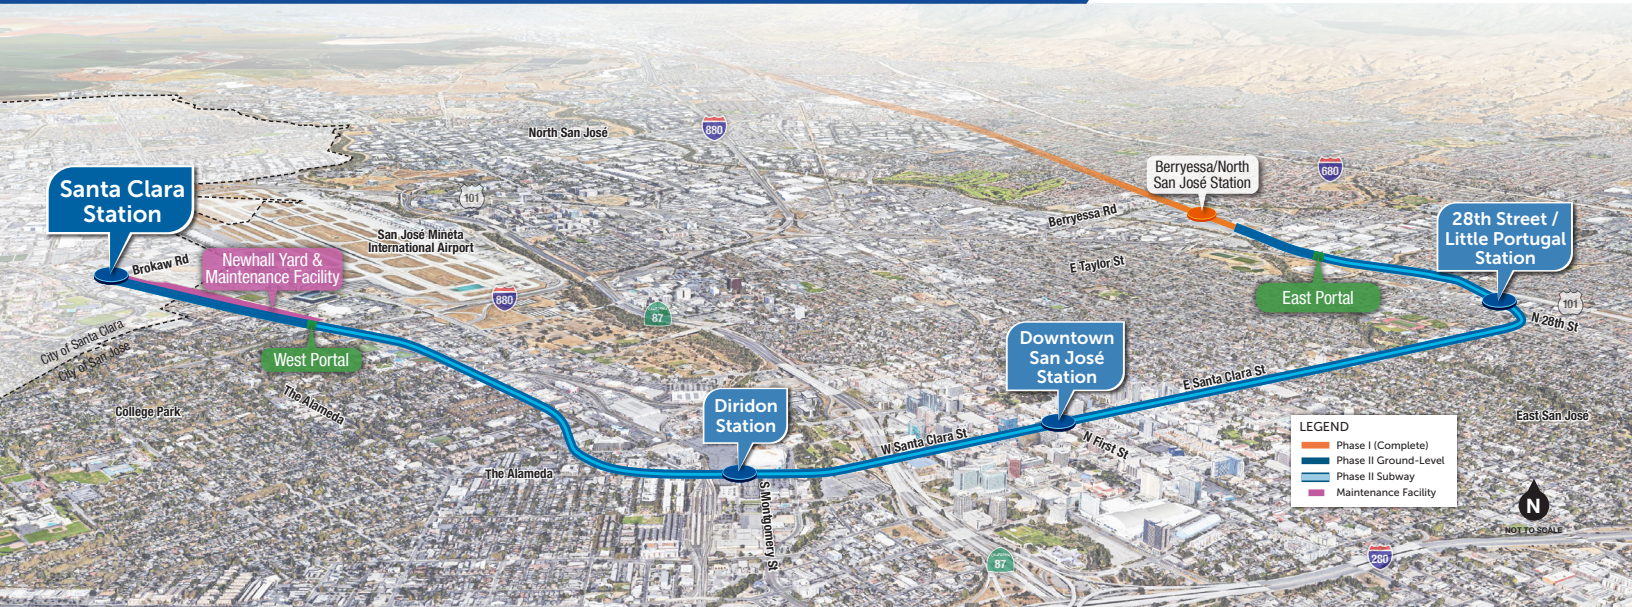 North San José
880
680
Berryessa/North
San José Station
Santa Clara
Station
101
Berryessa Rd
28th Street /
Little Portugal
Station
San José Mineta
International Airport
Brokaw Rd
Newhall Yard &
Maintenance Facility
E Taylor St
880
East Portal
101
CALIFORNIA
87
N 28th St
City of Santa Clara
City of San Jose
West Portal
Downtown
San José
Station
E Santa Clara St
The Alameda
College Park
Diridon
Station
East San José
W Santa Clara St
N First St
LEGEND
Phase I (Complete)
Phase II Ground-Level
Phase II Subway
Maintenance Facility
The Alameda
S Montgomery St
N
NOT TO SCALE
CALIFORNIA
87
280